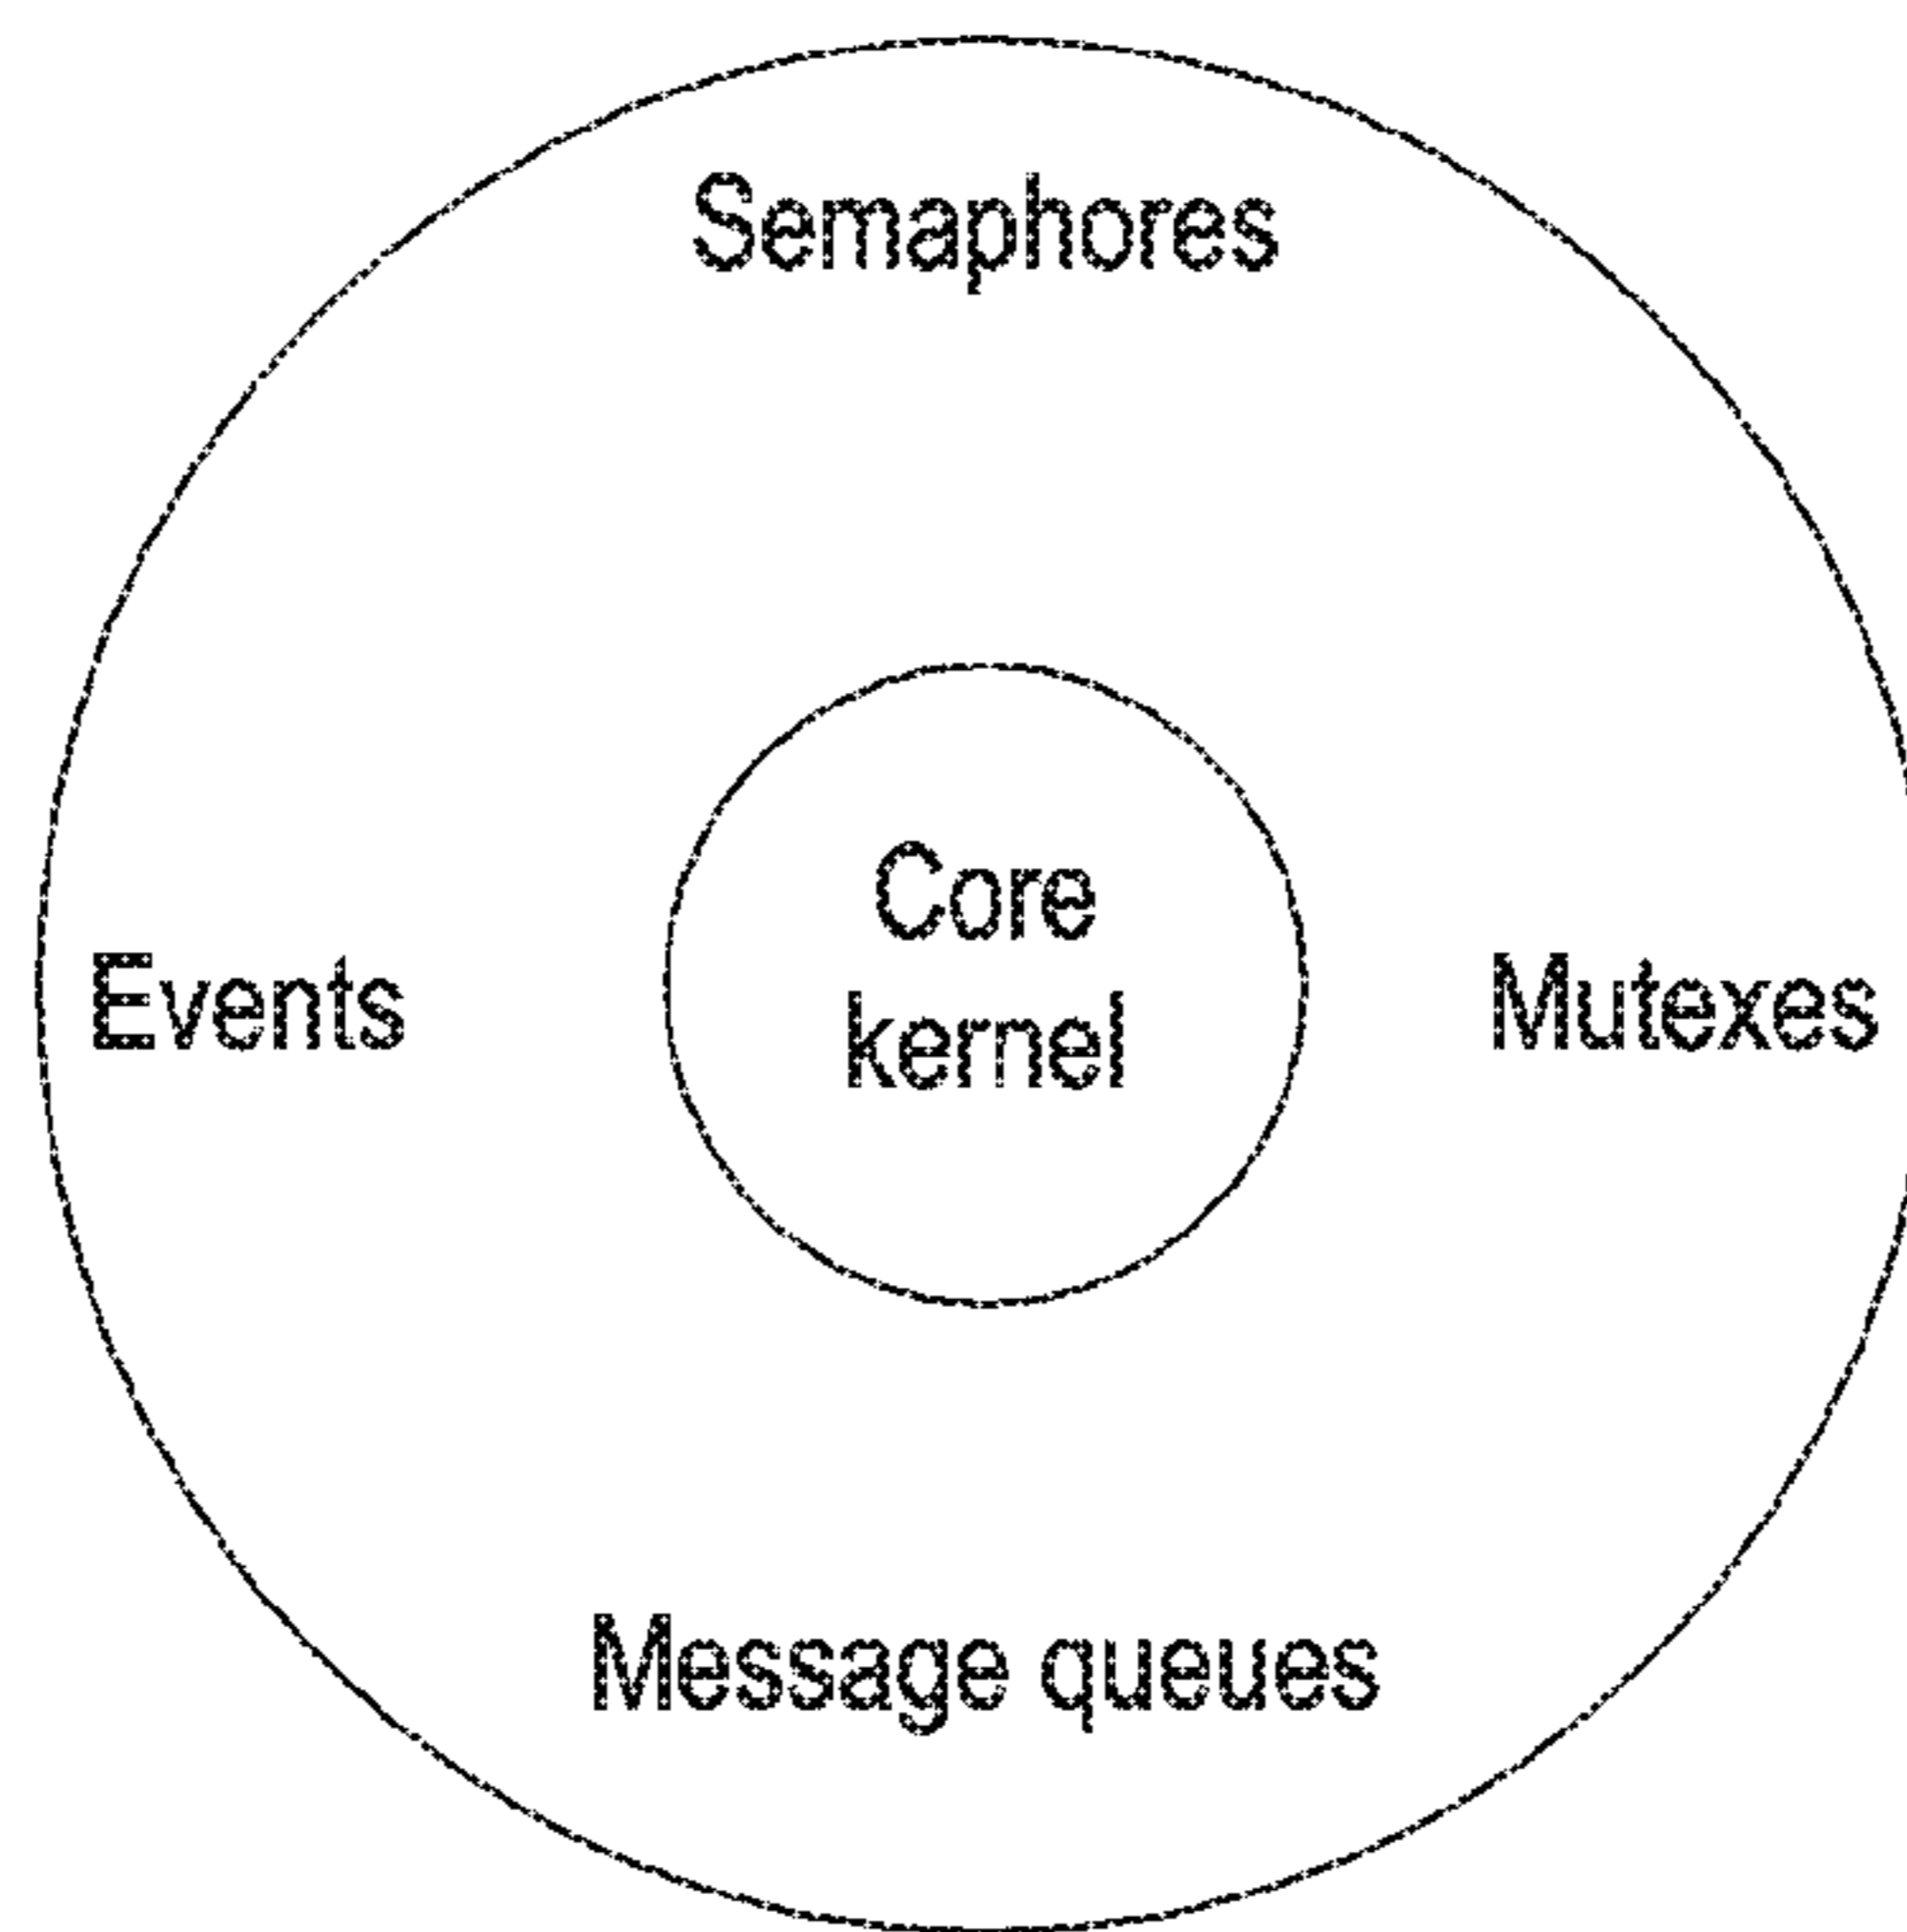 Semaphores
Core
kernel
Events
Mutexes
Message queues